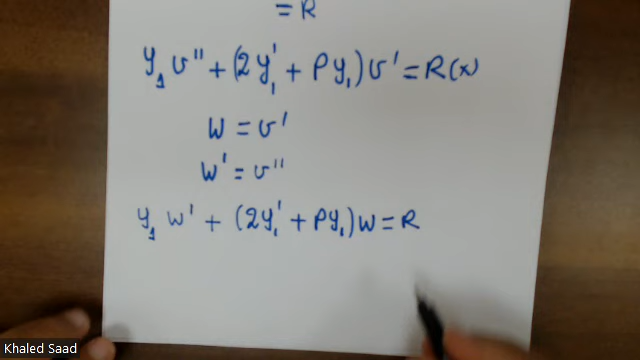 = R
y₁ v'' + (2y₁' + Py₁)v' = R(x)
W = v'
W' = v''
y₁ W' + (2y₁' + Py₁)W = R
Khaled Saad